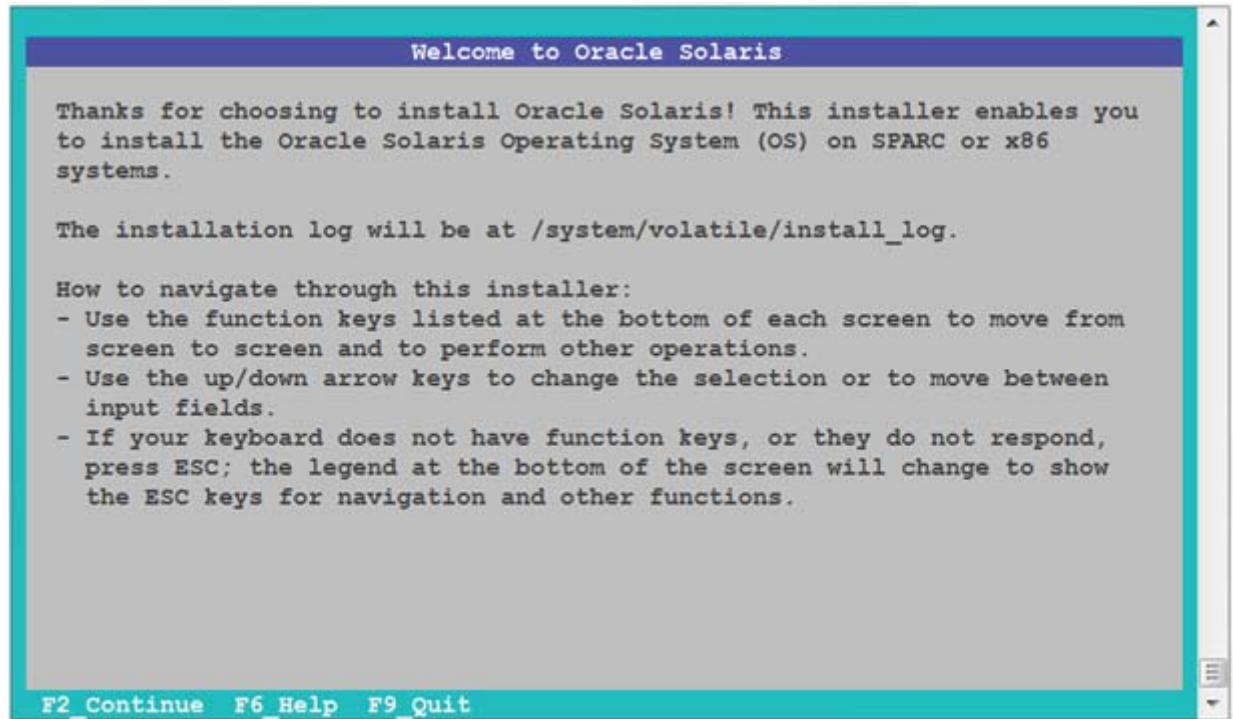 Welcome to Oracle Solaris
Thanks for choosing to install Oracle Solaris! This installer enables you
to install the Oracle Solaris Operating System (OS) on SPARC or x86
systems.
The installation log will be at /system/volatile/install_log.
How to navigate through this installer:
- Use the function keys listed at the bottom of each screen to move from
screen to screen and to perform other operations.
- Use the up/down arrow keys to change the selection or to move between
input fields.
- If your keyboard does not have function keys, or they do not respond,
press ESC; the legend at the bottom of the screen will change to show
the ESC keys for navigation and other functions.
F2_Continue F6_Help F9_Quit